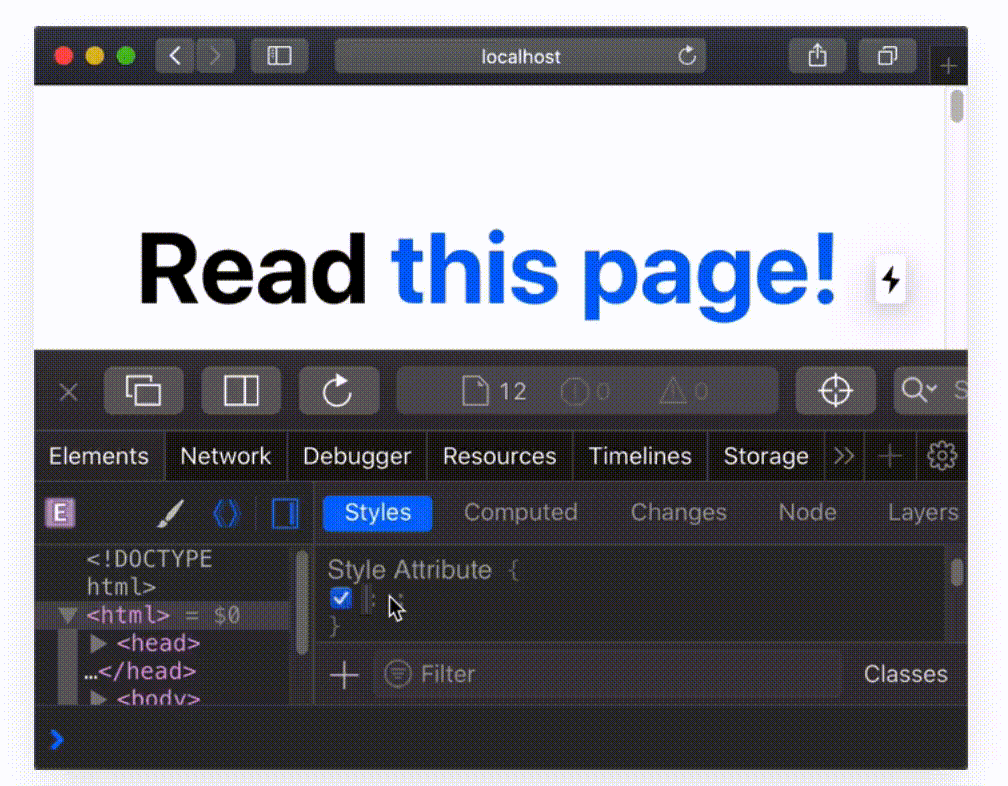 localhost
Read this page!
12 0 0 S
Elements Network Debugger Resources Timelines Storage
E Styles Computed Changes Node Layers
<!DOCTYPE
html>
<html> = $0
<head>
…</head>
<body>
Style Attribute {
: ;
}
Filter Classes